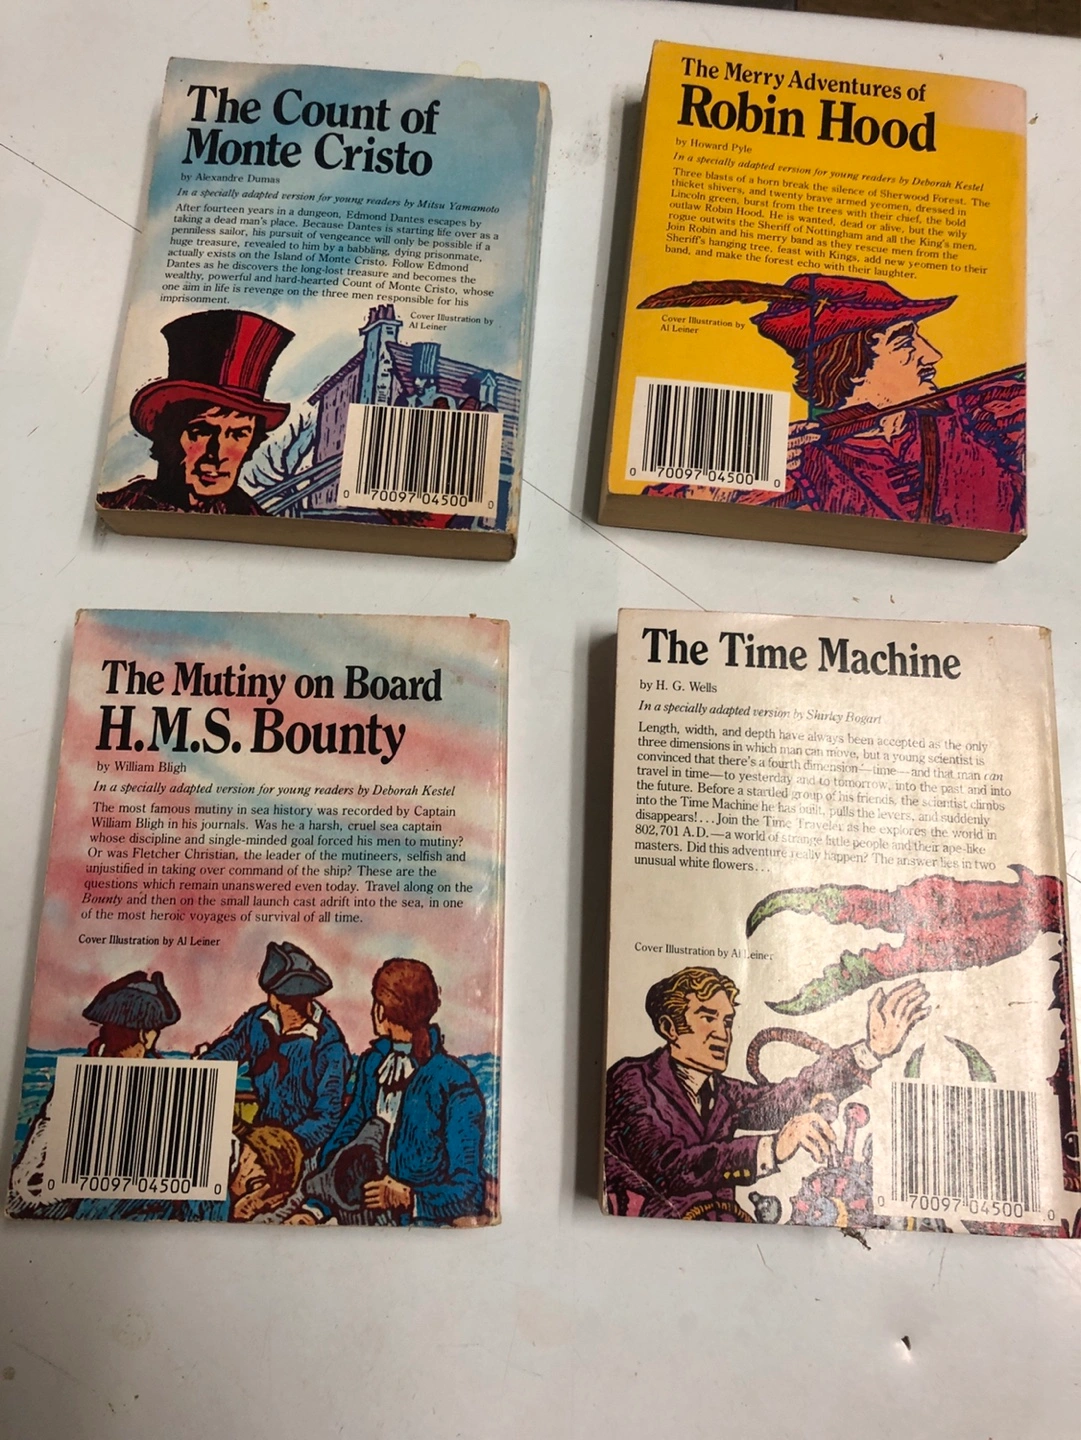 The Count of
Monte Cristo
by Alexandre Dumas
In a specially adapted version for young readers by Mitsu Yamamoto
After fourteen years in a dungeon, Edmond Dantes escapes by
taking a dead man's place. Because Dantes is starting life over as a
penniless sailor, his pursuit of vengeance will only be possible if a
huge treasure, revealed to him by a babbling, dying prisonmate,
actually exists on the Island of Monte Cristo. Follow Edmond
Dantes as he discovers the long-lost treasure and becomes the
wealthy, powerful and hard-hearted Count of Monte Cristo, whose
one aim in life is revenge on the three men responsible for his
imprisonment.
Cover Illustration by
Al Leiner
0 70097 04500 0
The Merry Adventures of
Robin Hood
by Howard Pyle
In a specially adapted version for young readers by Deborah Kestel
Three blasts of a horn break the silence of Sherwood Forest. The
thicket shivers, and twenty brave armed yeomen, dressed in
Lincoln green, burst from the trees with their chief, the bold
outlaw Robin Hood. He is wanted, dead or alive, but the wily
rogue outwits the Sheriff of Nottingham and all the King's men.
Join Robin and his merry band as they rescue men from the
Sheriff's hanging tree, feast with Kings, add new yeomen to their
band, and make the forest echo with their laughter.
Cover Illustration by
Al Leiner
0 70097 04500 0
The Mutiny on Board
H.M.S. Bounty
by William Bligh
In a specially adapted version for young readers by Deborah Kestel
The most famous mutiny in sea history was recorded by Captain
William Bligh in his journals. Was he a harsh, cruel sea captain
whose discipline and single-minded goal forced his men to mutiny?
Or was Fletcher Christian, the leader of the mutineers, selfish and
unjustified in taking over command of the ship? These are the
questions which remain unanswered even today. Travel along on the
Bounty and then on the small launch cast adrift into the sea, in one
of the most heroic voyages of survival of all time.
Cover Illustration by Al Leiner
0 70097 04500 0
The Time Machine
by H. G. Wells
In a specially adapted version by Shirley Bogart
Length, width, and depth have always been accepted as the only
three dimensions in which man can move, but a young scientist is
convinced that there's a fourth dimension—time—and that man can
travel in time—to yesterday and to tomorrow, into the past and into
the future. Before a startled group of his friends, the scientist climbs
into the Time Machine he has built, pulls the levers, and suddenly
disappears!...Join the Time Traveler as he explores the world in
802,701 A.D.—a world of strange little people and their ape-like
masters. Did this adventure really happen? The answer lies in two
unusual white flowers...
Cover Illustration by Al Leiner
0 70097 04500 0